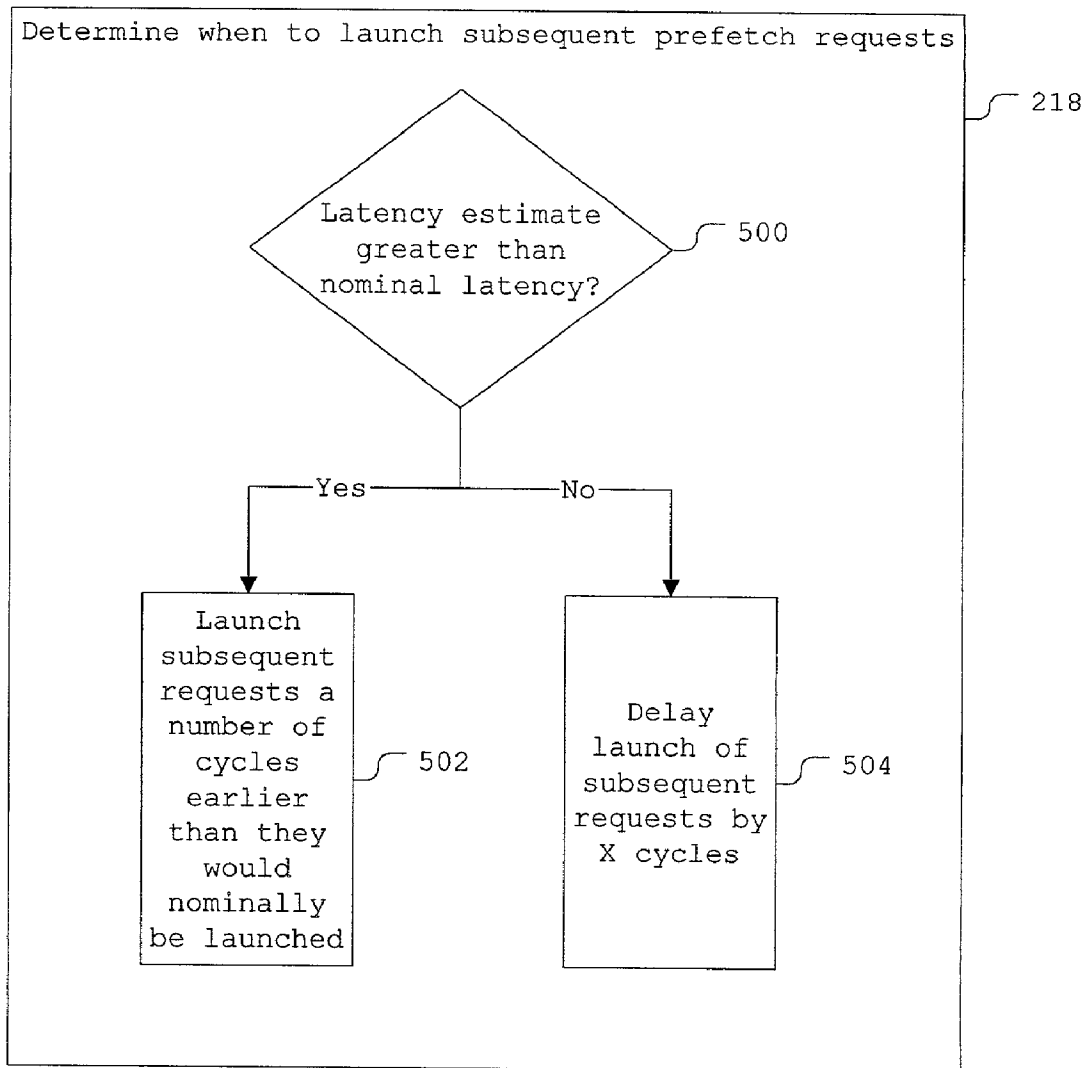 Determine when to launch subsequent prefetch requests
218
Latency estimate
greater than
nominal latency?
500
Yes
No
Launch
subsequent
requests a
number of
cycles
earlier
than they
would
nominally
be launched
502
Delay
launch of
subsequent
requests by
X cycles
504